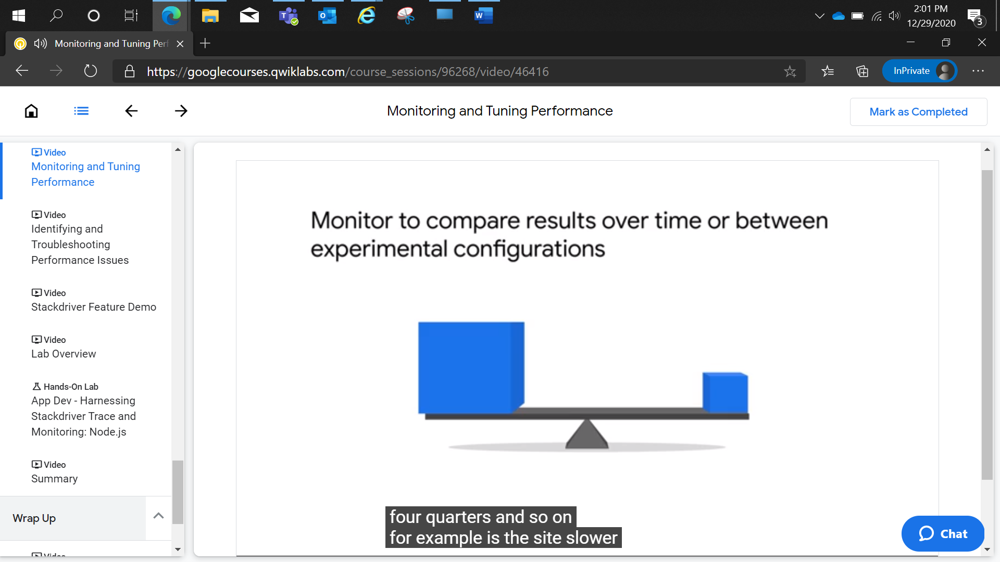 2:01 PM
12/29/2020
3
Monitoring and Tuning Perf
https://googlecourses.qwiklabs.com/course_sessions/96268/video/46416
InPrivate
Monitoring and Tuning Performance
Mark as Completed
Video
Monitoring and Tuning
Performance
Video
Identifying and
Troubleshooting
Performance Issues
Video
Stackdriver Feature Demo
Video
Lab Overview
Hands-On Lab
App Dev - Harnessing
Stackdriver Trace and
Monitoring: Node.js
Video
Summary
Wrap Up
Video
Monitor to compare results over time or between
experimental configurations
four quarters and so on
for example is the site slower
Chat